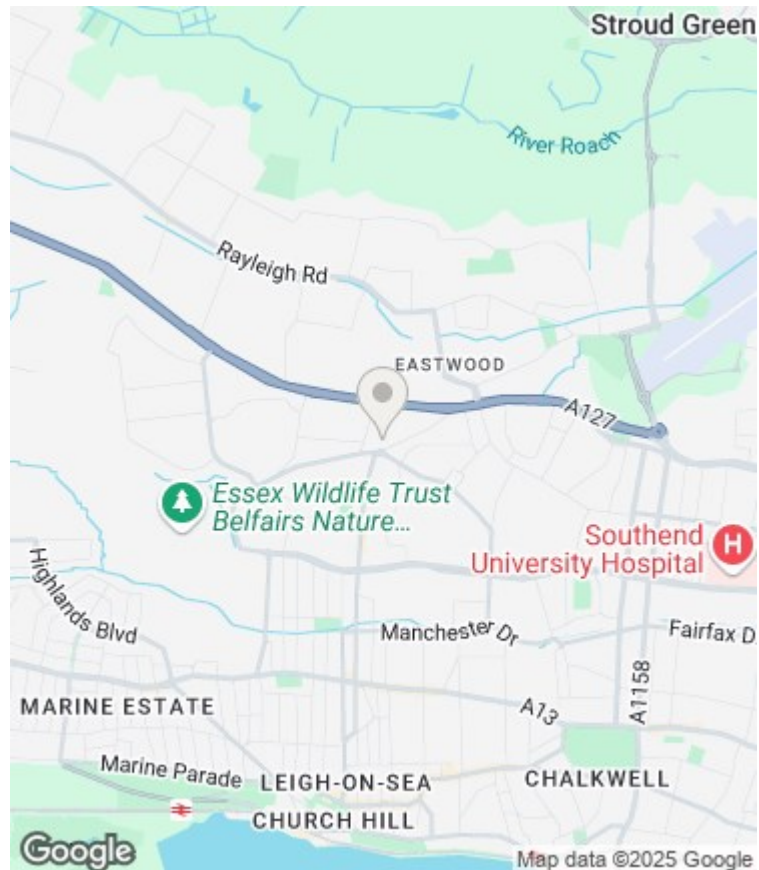 Stroud Green
River Roach
Rayleigh Rd
EASTWOOD
A127
Essex Wildlife Trust
Belfairs Nature...
Southend
University Hospital
H
Highlands Blvd
Manchester Dr
Fairfax D
A1158
MARINE ESTATE
A13
Marine Parade
LEIGH-ON-SEA
CHALKWELL
CHURCH HILL
Google
Map data ©2025 Google